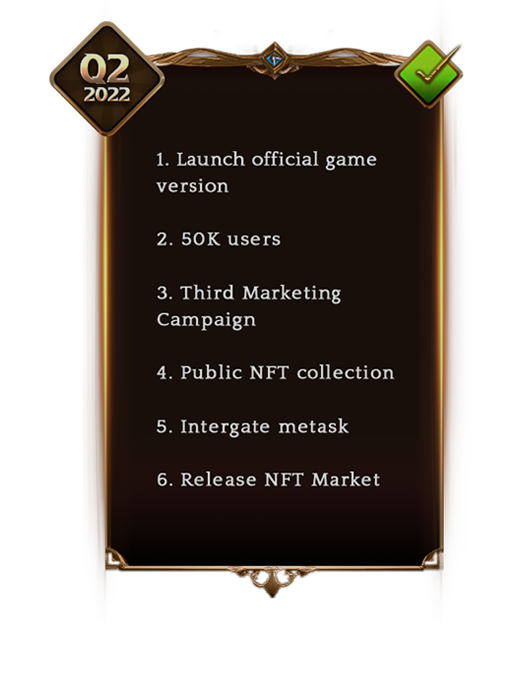 Q2
2022
1. Launch official game
version
2. 50K users
3. Third Marketing
Campaign
4. Public NFT collection
5. Intergate metask
6. Release NFT Market